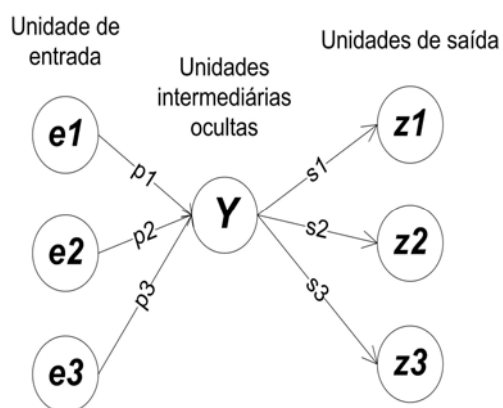 Unidade de
entrada
Unidades
intermediárias
ocultas
Unidades de saída
e1
p1
e2
p2
e3
p3
Y
s1
z1
s2
z2
s3
z3